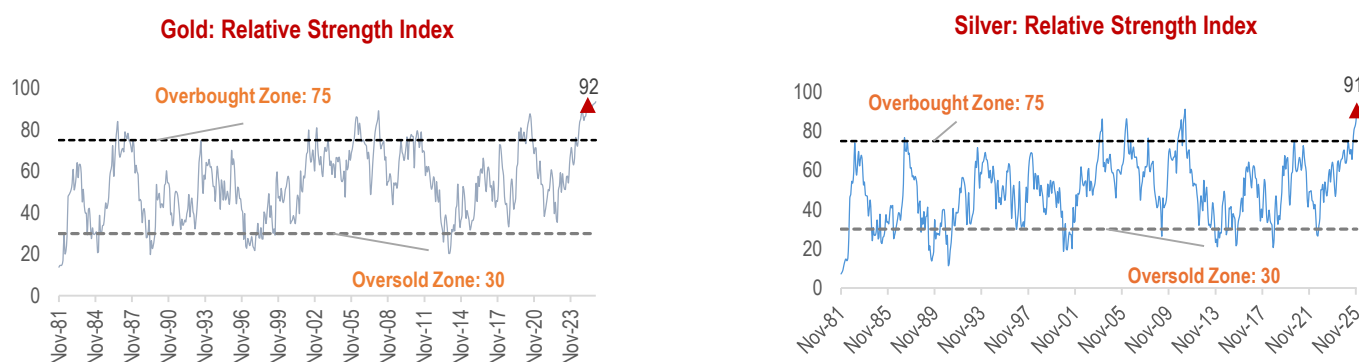 Gold: Relative Strength Index
92
100
80
60
40
20
0
Overbought Zone: 75
Oversold Zone: 30
Nov-81
Nov-84
Nov-87
Nov-90
Nov-93
Nov-96
Nov-99
Nov-02
Nov-05
Nov-08
Nov-11
Nov-14
Nov-17
Nov-20
Nov-23
Silver: Relative Strength Index
91
100
80
60
40
20
0
Overbought Zone: 75
Oversold Zone: 30
Nov-81
Nov-85
Nov-89
Nov-93
Nov-97
Nov-01
Nov-05
Nov-09
Nov-13
Nov-17
Nov-21
Nov-25